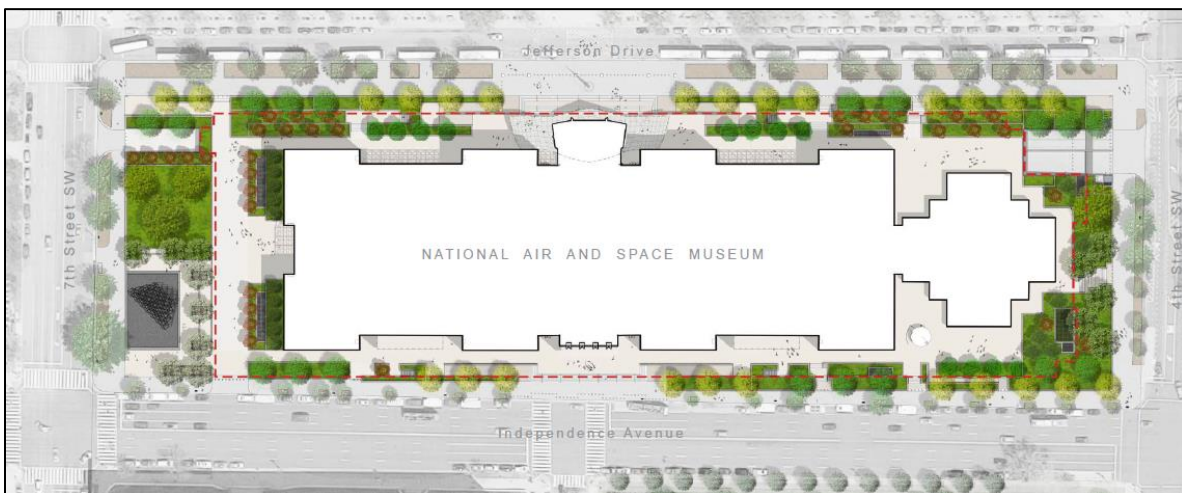 Jefferson Drive
7th Street SW
NATIONAL AIR AND SPACE MUSEUM
4th Street SW
Independence Avenue